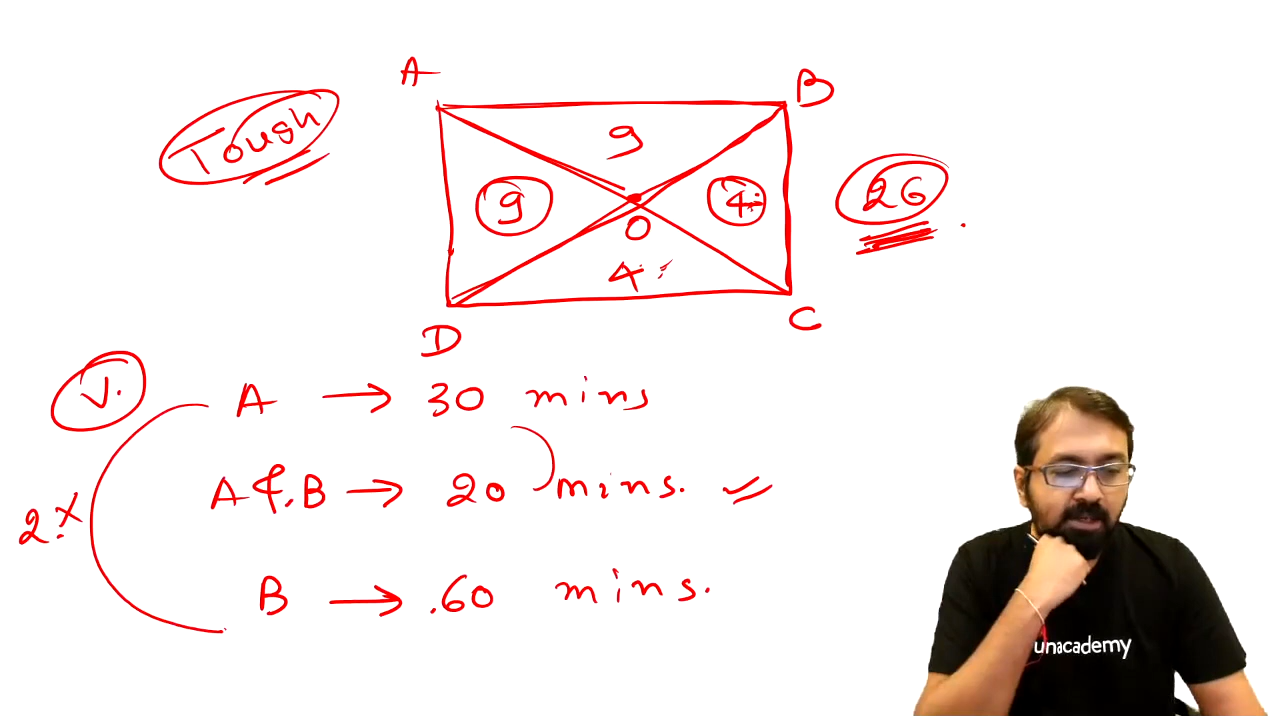 A
B
Tough
9
9
4
26
O
4
D
C
V.
A → 30 mins
A & B → 20 mins.
2x
B → .60 mins.
unacademy